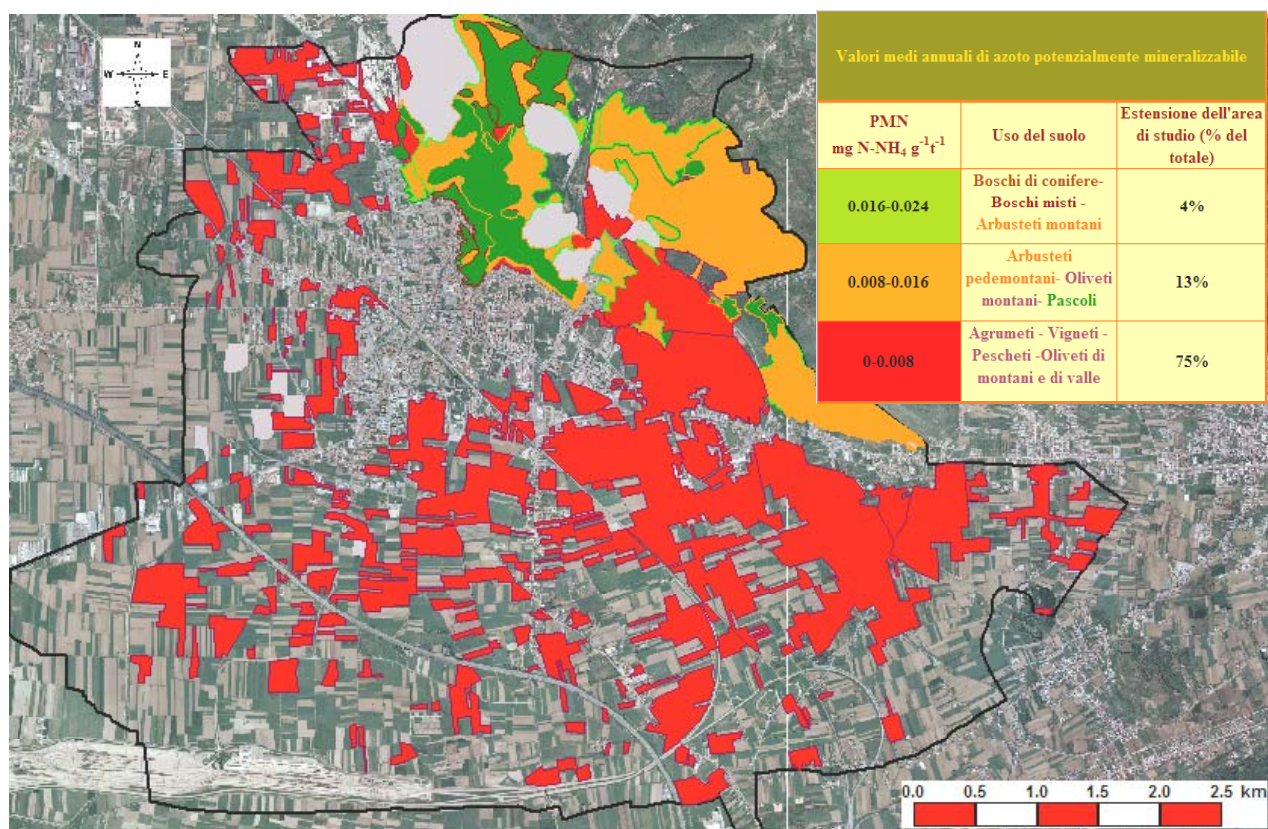 Valori medi annuali di azoto potenzialmente mineralizzabile
PMN
mg N-NH4 g-1t-1
Uso del suolo
Estensione dell'area
di studio (% del
totale)
0.016-0.024
Boschi di conifere-
Boschi misti -
Arbusteti montani
4%
0.008-0.016
Arbusteti
pedemontani- Oliveti
montani- Pascoli
13%
0-0.008
Agrumeti - Vigneti -
Pescheti -Oliveti di
montani e di valle
75%
N
W E
S
0.0 0.5 1.0 1.5 2.0 2.5 km